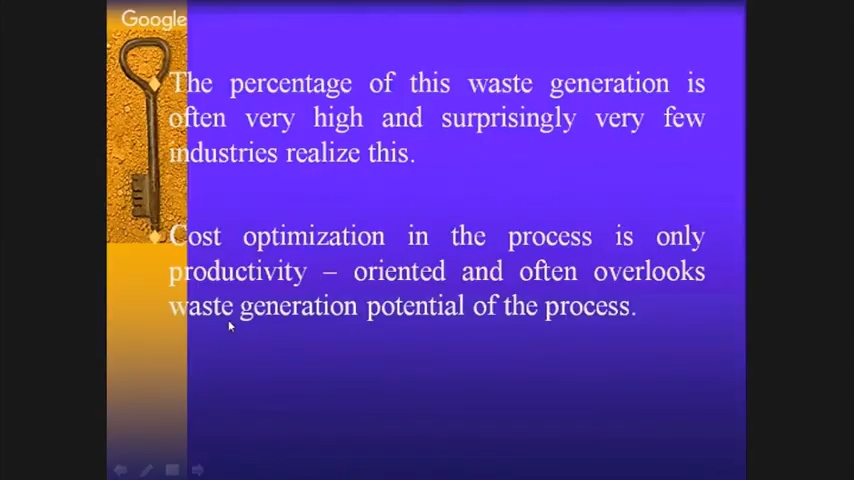 Google
The percentage of this waste generation is
often very high and surprisingly very few
industries realize this.
Cost optimization in the process is only
productivity – oriented and often overlooks
waste generation potential of the process.